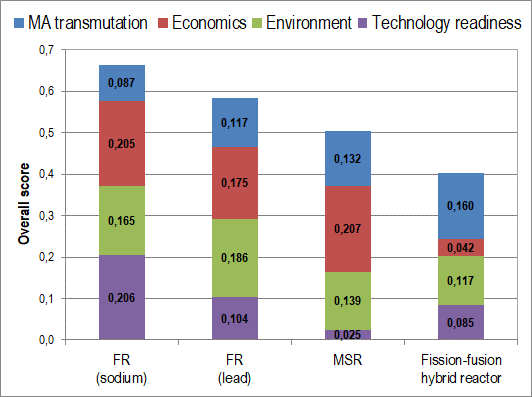 MA transmutation Economics Environment Technology readiness
0,7
0,6
0,5
0,4
0,3
0,2
0,1
0,0
Overall score
0,087
0,205
0,165
0,206
0,117
0,175
0,186
0,104
0,132
0,207
0,139
0,025
0,160
0,042
0,117
0,085
FR
(sodium)
FR
(lead)
MSR
Fission-fusion
hybrid reactor